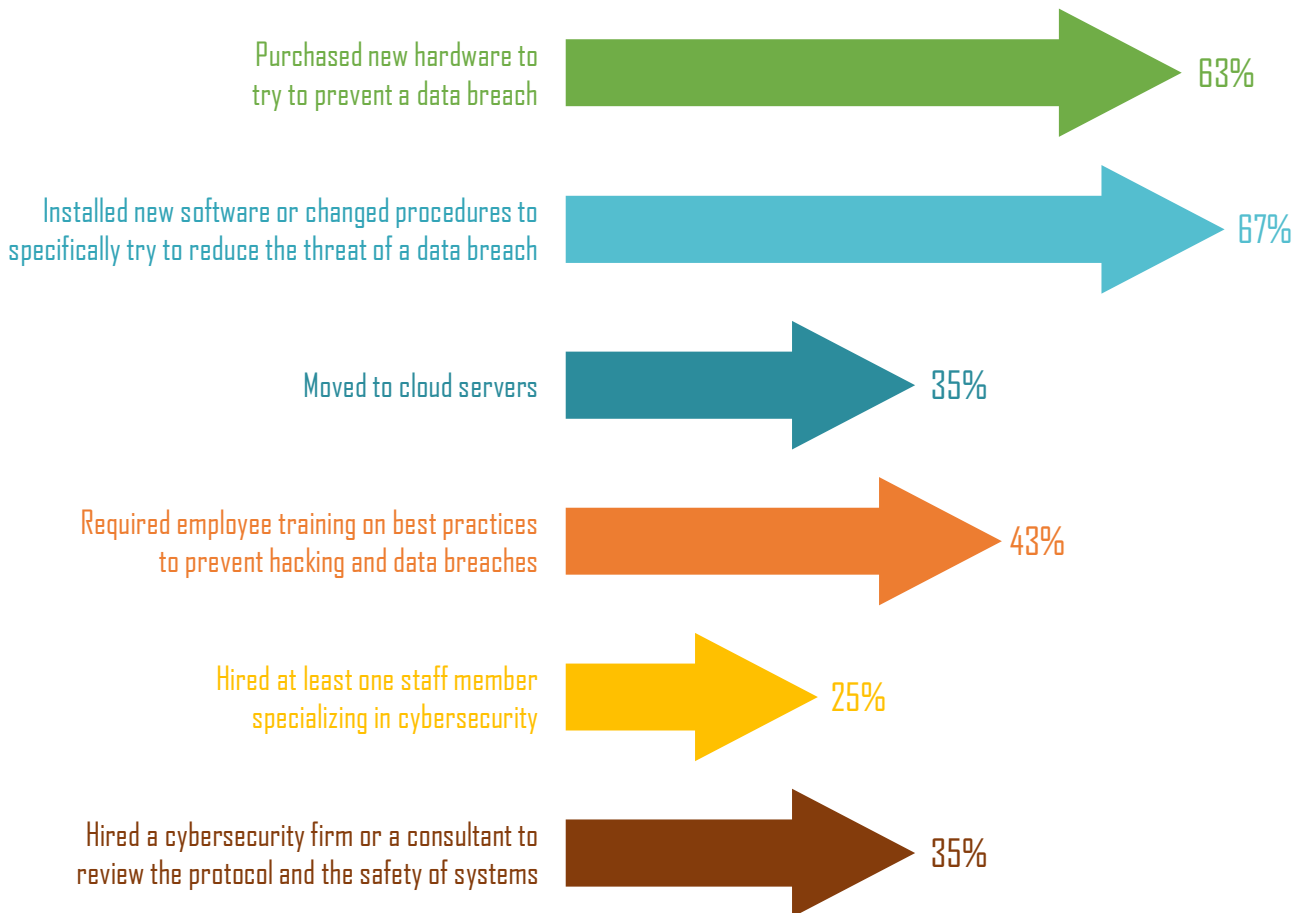 Purchased new hardware to
try to prevent a data breach
63%
Installed new software or changed procedures to
specifically try to reduce the threat of a data breach
67%
Moved to cloud servers
35%
Required employee training on best practices
to prevent hacking and data breaches
43%
Hired at least one staff member
specializing in cybersecurity
25%
Hired a cybersecurity firm or a consultant to
review the protocol and the safety of systems
35%